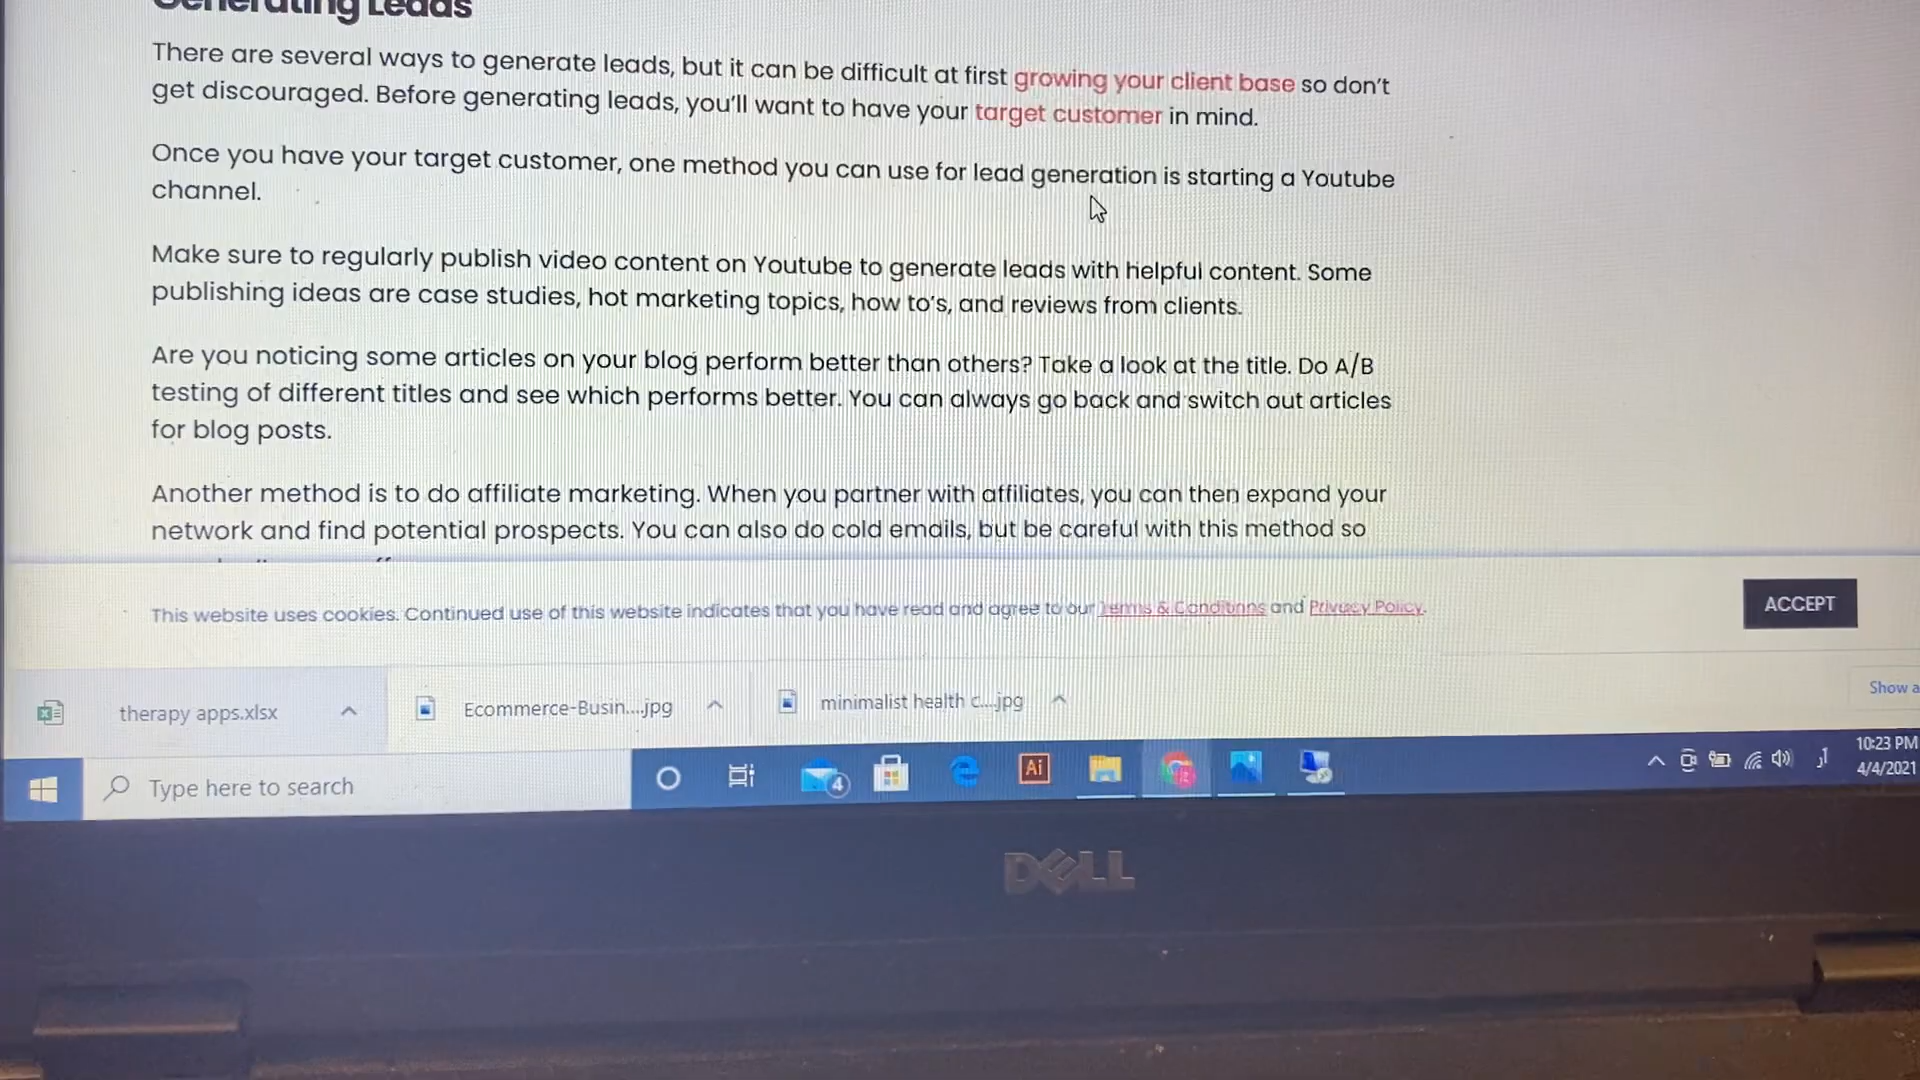 Generating Leads
There are several ways to generate leads, but it can be difficult at first growing your client base so don't
get discouraged. Before generating leads, you'll want to have your target customer in mind.
Once you have your target customer, one method you can use for lead generation is starting a Youtube
channel.
Make sure to regularly publish video content on Youtube to generate leads with helpful content. Some
publishing ideas are case studies, hot marketing topics, how to's, and reviews from clients.
Are you noticing some articles on your blog perform better than others? Take a look at the title. Do A/B
testing of different titles and see which performs better. You can always go back and switch out articles
for blog posts.
Another method is to do affiliate marketing. When you partner with affiliates, you can then expand your
network and find potential prospects. You can also do cold emails, but be careful with this method so
This website uses cookies. Continued use of this website indicates that you have read and agree to our Terms & Conditions and Privacy Policy.
ACCEPT
therapy apps.xlsx
Ecommerce-Busin....jpg
minimalist health c...jpg
Show a
Type here to search
4
Ai
10:23 PM
4/4/2021
DELL